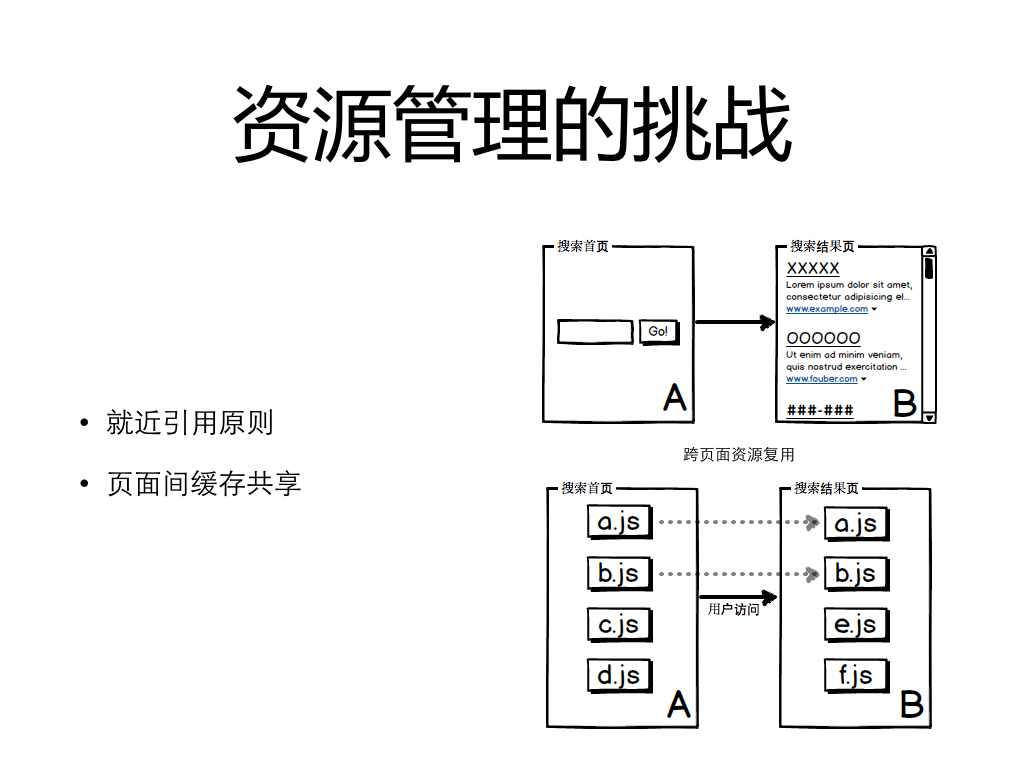 资源管理的挑战
• 就近引用原则
• 页面间缓存共享
搜索首页
Go!
A
搜索结果页
XXXXX
Lorem ipsum dolor sit amet,
consectetur adipisicing el...
www.example.com
OOOOOO
Ut enim ad minim veniam,
quis nostrud exercitation ...
www.fouber.com
###-###
B
跨页面资源复用
搜索首页
a.js
b.js
c.js
d.js
A
用户访问
搜索结果页
a.js
b.js
e.js
f.js
B